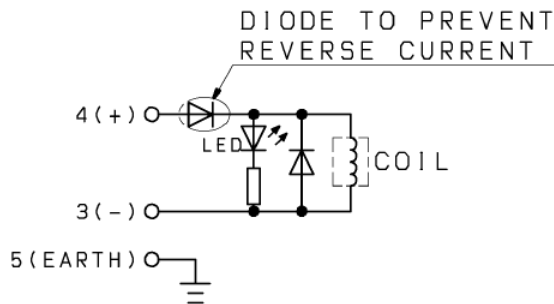 DIODE TO PREVENT
REVERSE CURRENT
4(+)
LED
COIL
3(-)
5(EARTH)